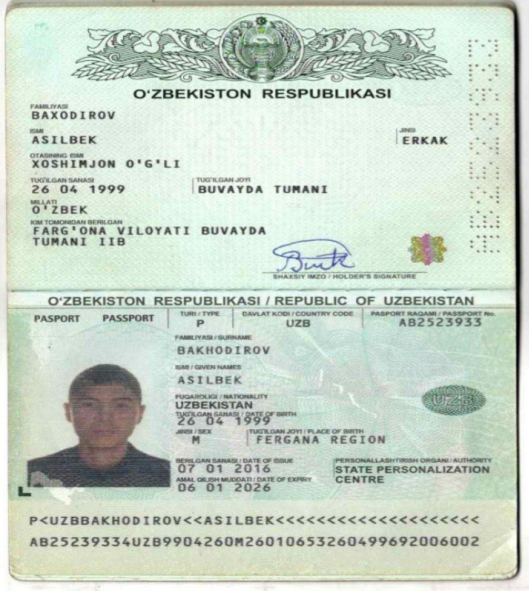 O'ZBEKISTON RESPUBLIKASI
FAMILIYASI
BAXODIROV
ISMI
JINSI
ASILBEK
ERKAK
OTASINING ISMI
XOSHIMJON O'G'LI
TUG'ILGAN SANASI TUG'ILGAN JOYI
26 04 1999 BUVAYDA TUMANI
MILLATI
O'ZBEK
KIM TOMONIDAN BERILGAN
FARG'ONA VILOYATI BUVAYDA
TUMANI IIB
SHAXSIY IMZO / HOLDER'S SIGNATURE
O'ZBEKISTON RESPUBLIKASI / REPUBLIC OF UZBEKISTAN
PASPORT PASSPORT TURI / TYPE DAVLAT KODI / COUNTRY CODE PASPORT RAQAMI / PASSPORT No.
P UZB AB2523933
FAMILIYASI / SURNAME
BAKHODIROV
ISMI / GIVEN NAMES
ASILBEK
FUQAROLIGI / NATIONALITY
UZBEKISTAN
UZB
TUG'ILGAN SANASI / DATE OF BIRTH
26 04 1999
JINSI / SEX TUG'ILGAN JOYI / PLACE OF BIRTH
M FERGANA REGION
BERILGAN SANASI / DATE OF ISSUE PERSONALLASHTIRISH ORGANI / AUTHORITY
07 01 2016 STATE PERSONALIZATION
AMAL QILISH MUDDATI / DATE OF EXPIRY CENTRE
06 01 2026
P<UZBBAKHODIROV<<ASILBEK<<<<<<<<<<<<<<<<<<<<
AB25239334UZB9904260M26010653260499692006002